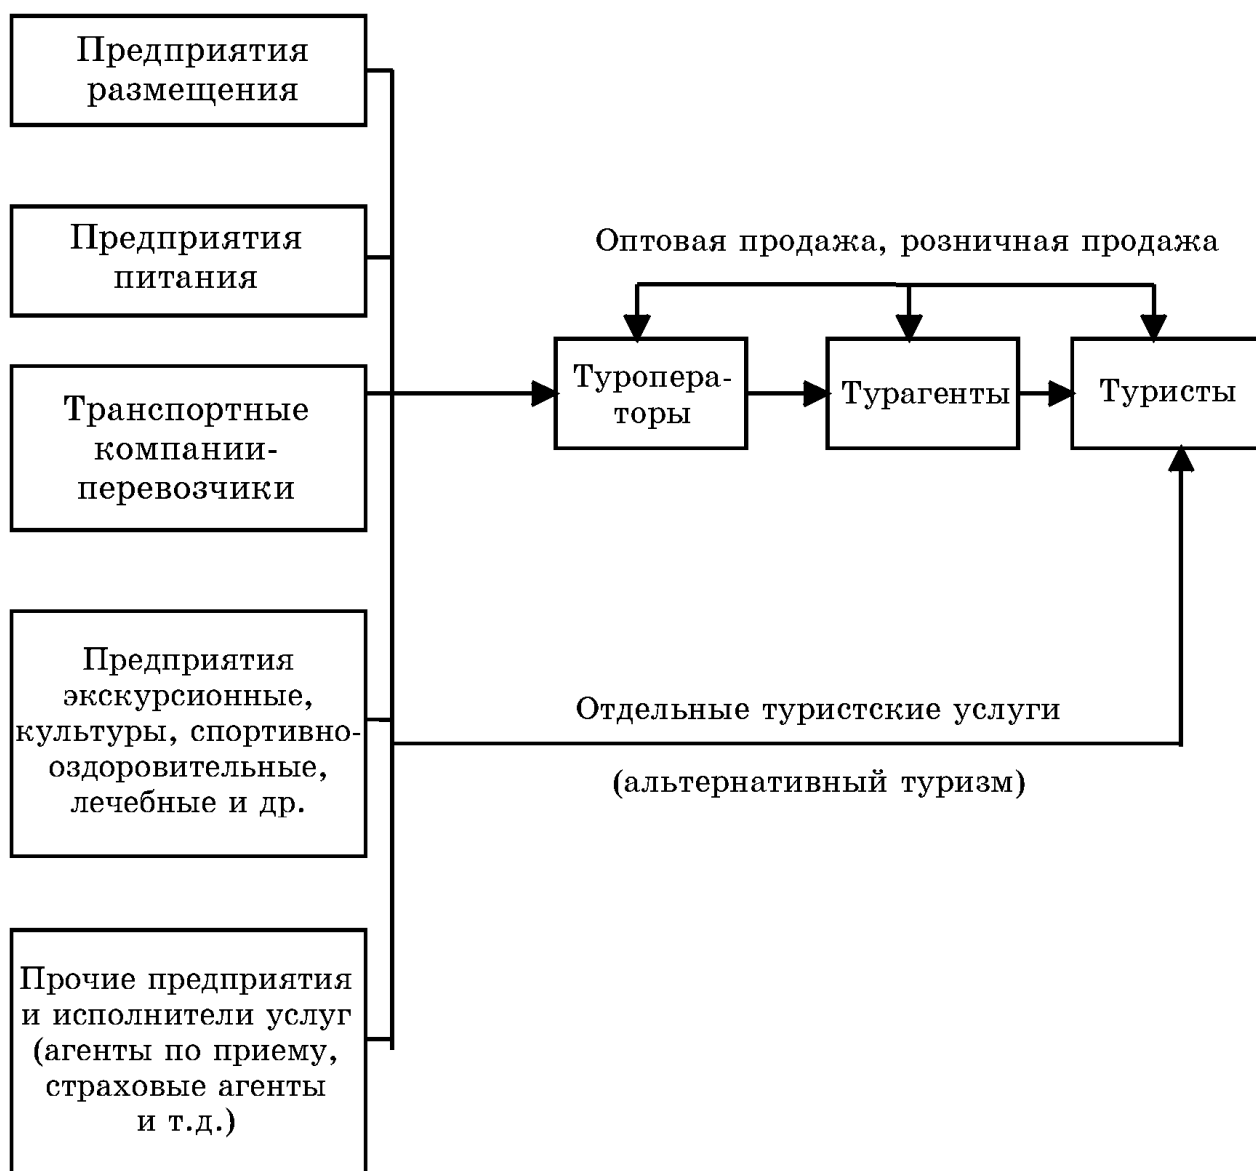 Предприятия
размещения
Предприятия
питания
Транспортные
компании-
перевозчики
Предприятия
экскурсионные,
культуры, спортивно-
оздоровительные,
лечебные и др.
Прочие предприятия
и исполнители услуг
(агенты по приему,
страховые агенты
и т.д.)
Оптовая продажа, розничная продажа
Туропера-
торы
Турагенты
Туристы
Отдельные туристские услуги
(альтернативный туризм)